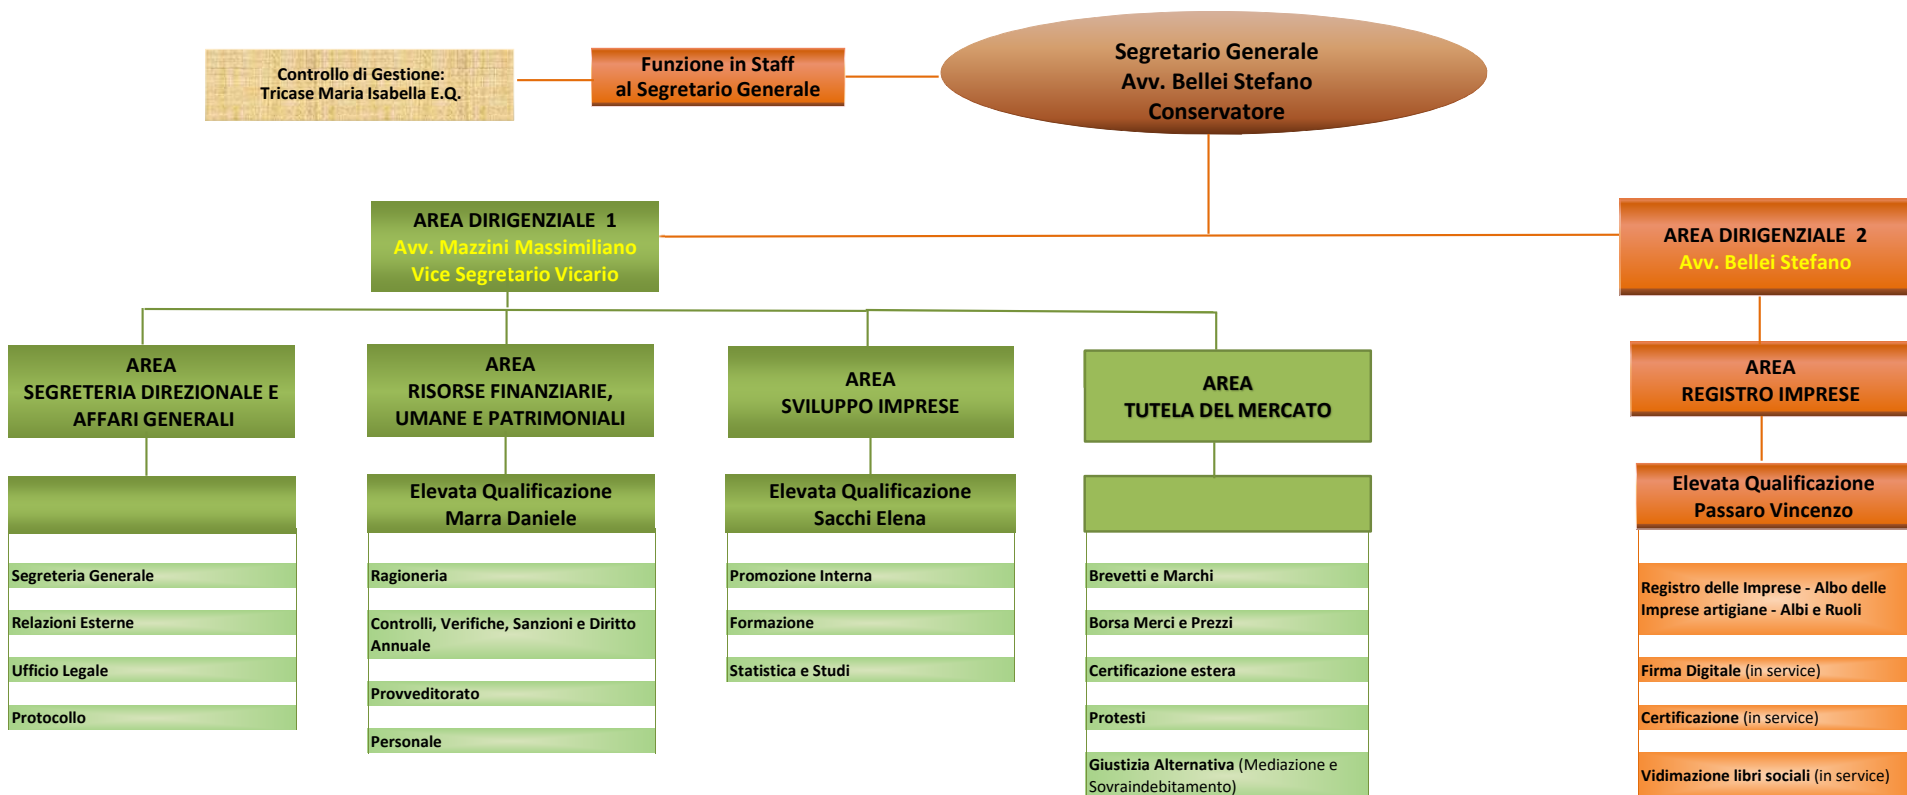 Segretario Generale
Avv. Bellei Stefano
Conservatore
Funzione in Staff
al Segretario Generale
Controllo di Gestione:
Tricase Maria Isabella E.Q.
AREA DIRIGENZIALE 1
Avv. Mazzini Massimiliano
Vice Segretario Vicario
AREA DIRIGENZIALE 2
Avv. Bellei Stefano
AREA
SEGRETERIA DIREZIONALE E
AFFARI GENERALI
Segreteria Generale
Relazioni Esterne
Ufficio Legale
Protocollo
AREA
RISORSE FINANZIARIE,
UMANE E PATRIMONIALI
Elevata Qualificazione
Marra Daniele
Ragioneria
Controlli, Verifiche, Sanzioni e Diritto
Annuale
Provveditorato
Personale
AREA
SVILUPPO IMPRESE
Elevata Qualificazione
Sacchi Elena
Promozione Interna
Formazione
Statistica e Studi
AREA
TUTELA DEL MERCATO
Brevetti e Marchi
Borsa Merci e Prezzi
Certificazione estera
Protesti
Giustizia Alternativa (Mediazione e
Sovraindebitamento)
AREA
REGISTRO IMPRESE
Elevata Qualificazione
Passaro Vincenzo
Registro delle Imprese - Albo delle
Imprese artigiane - Albi e Ruoli
Firma Digitale (in service)
Certificazione (in service)
Vidimazione libri sociali (in service)